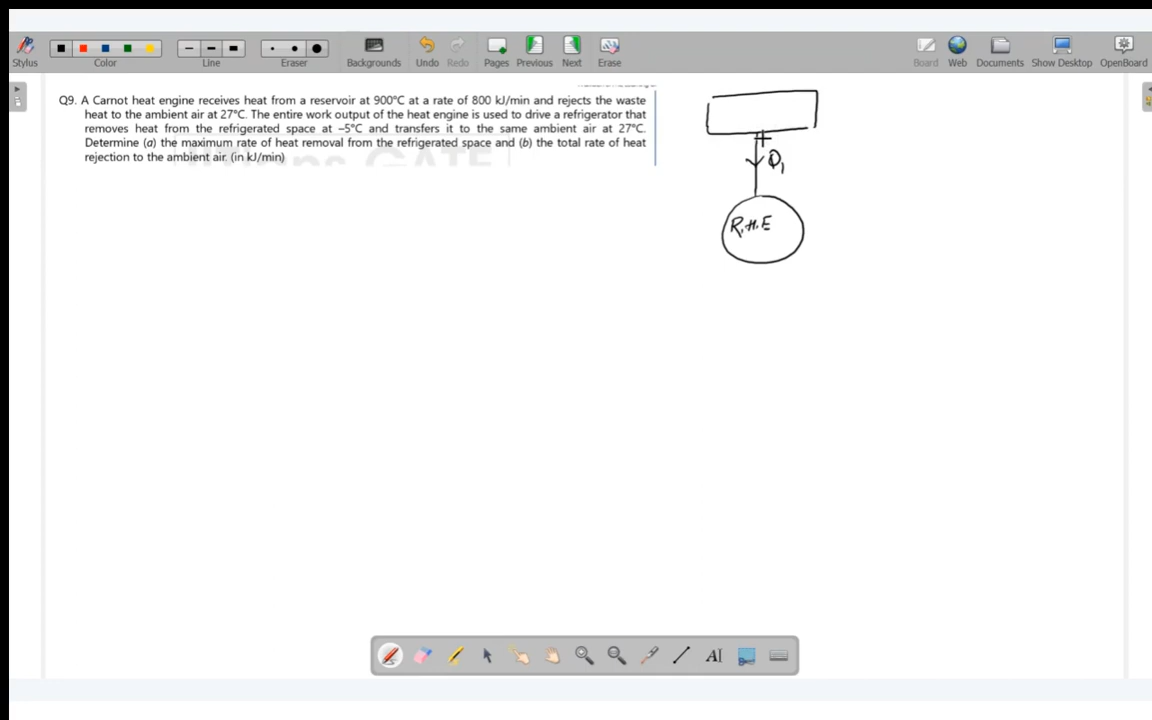 Stylus
Color
Line
Eraser
Backgrounds
Undo
Redo
Pages
Previous
Next
Erase
Board
Web
Documents
Show Desktop
OpenBoard
Q9. A Carnot heat engine receives heat from a reservoir at 900°C at a rate of 800 kJ/min and rejects the waste
heat to the ambient air at 27°C. The entire work output of the heat engine is used to drive a refrigerator that
removes heat from the refrigerated space at –5°C and transfers it to the same ambient air at 27°C.
Determine (a) the maximum rate of heat removal from the refrigerated space and (b) the total rate of heat
rejection to the ambient air. (in kJ/min)
Q1
R.H.E
AI